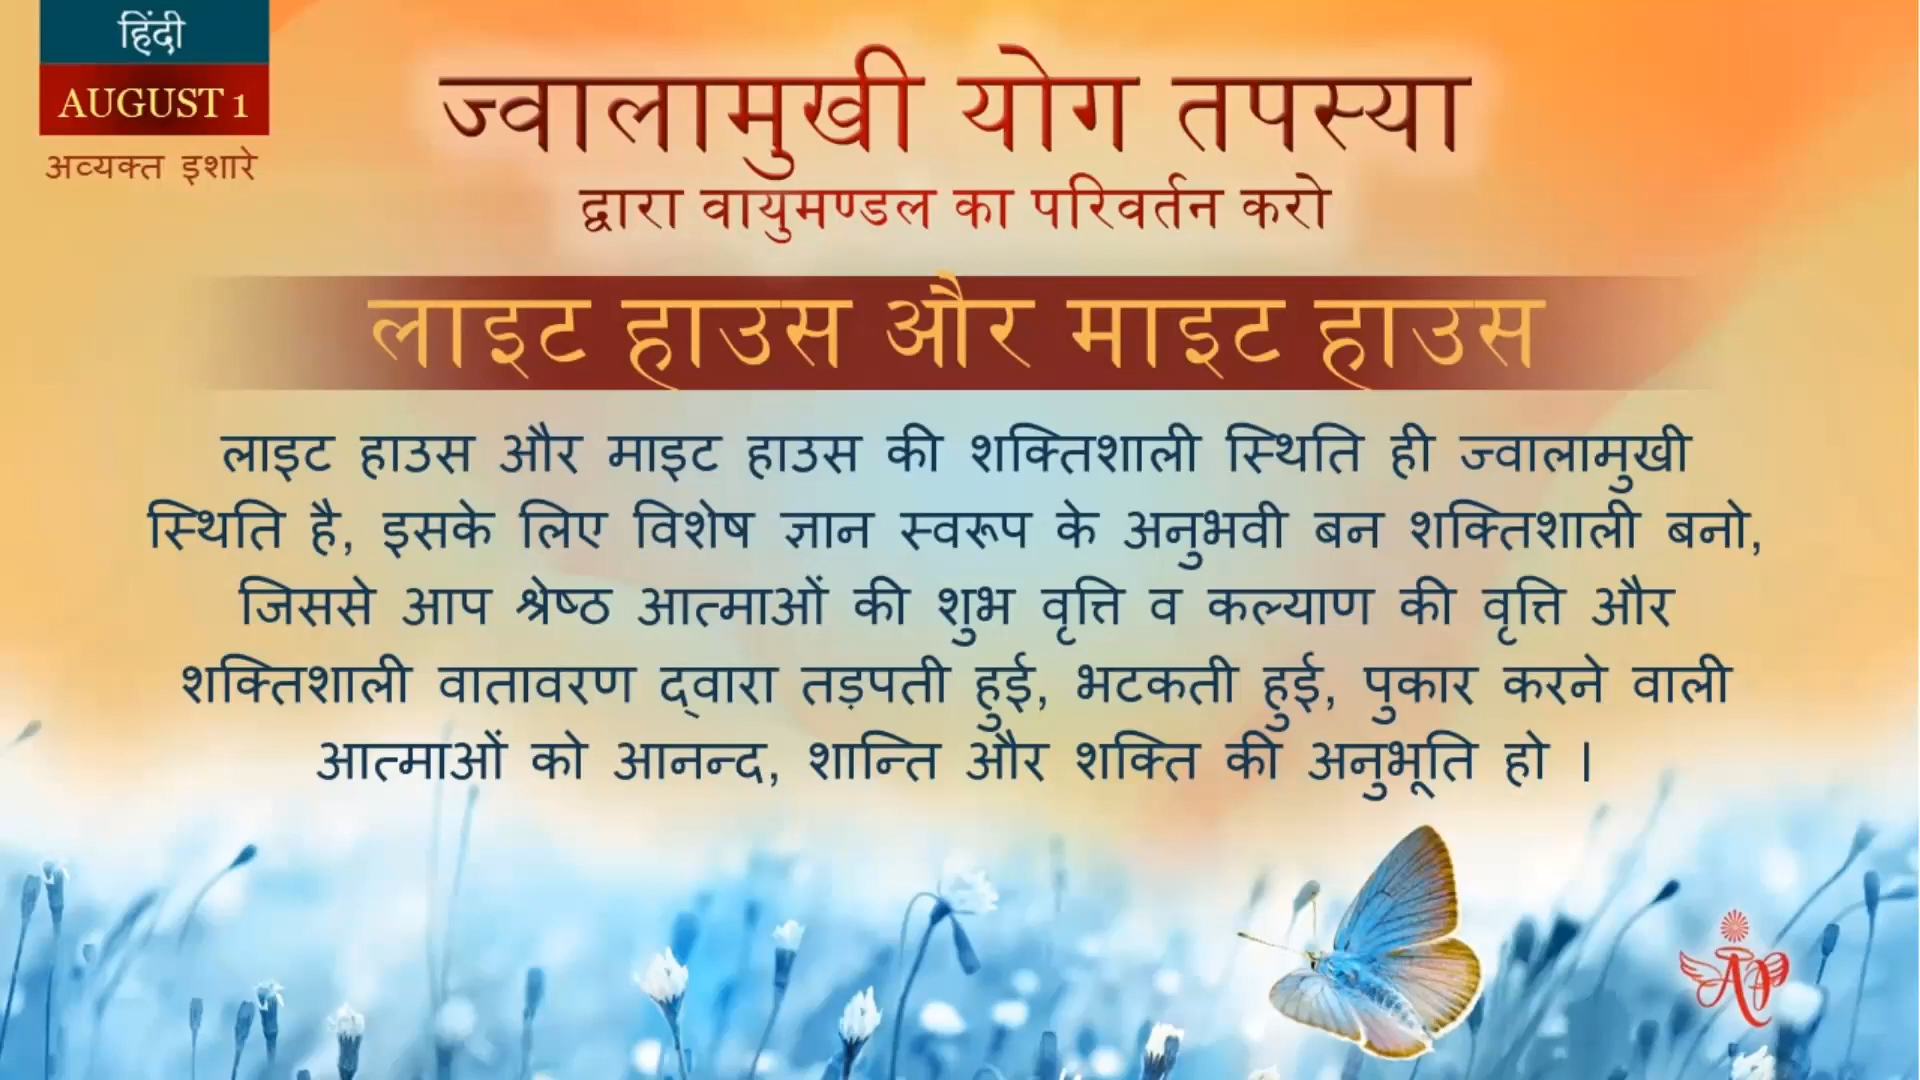 हिंदी
AUGUST 1
अव्यक्त इशारे
ज्वालामुखी योग तपस्या
द्वारा वायुमण्डल का परिवर्तन करो
लाइट हाउस और माइट हाउस
लाइट हाउस और माइट हाउस की शक्तिशाली स्थिति ही ज्वालामुखी
स्थिति है, इसके लिए विशेष ज्ञान स्वरूप के अनुभवी बन शक्तिशाली बनो,
जिससे आप श्रेष्ठ आत्माओं की शुभ वृत्ति व कल्याण की वृत्ति और
शक्तिशाली वातावरण द्‌वारा तड़पती हुई, भटकती हुई, पुकार करने वाली
आत्माओं को आनन्द, शान्ति और शक्ति की अनुभूति हो ।
AP